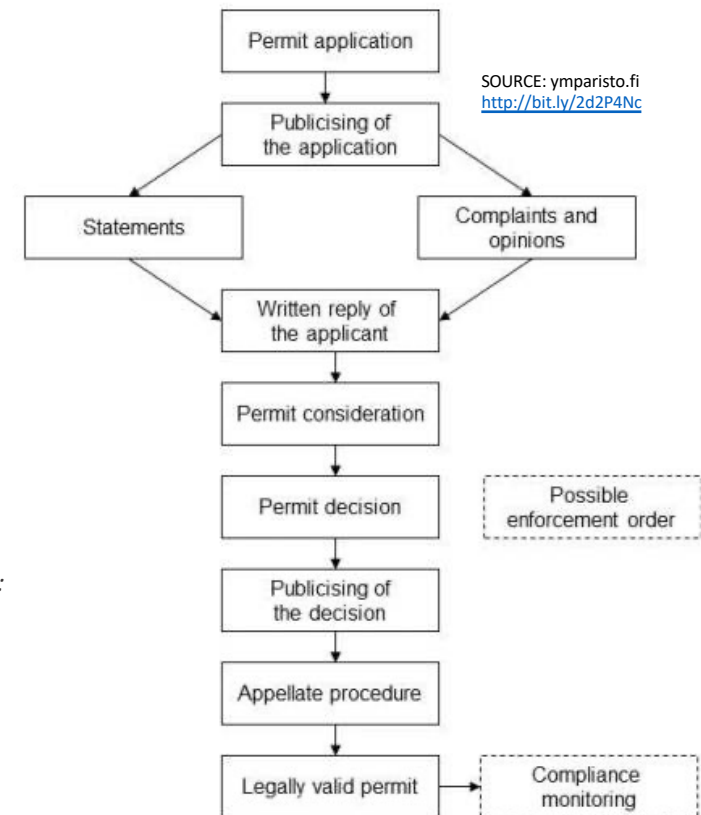 Permit application
SOURCE: ymparisto.fi
http://bit.ly/2d2P4Nc
Publicising of
the application
Statements
Complaints and
opinions
Written reply of
the applicant
Permit consideration
Permit decision
Possible
enforcement order
:
Publicising of
the decision
Appellate procedure
Legally valid permit
Compliance
monitoring